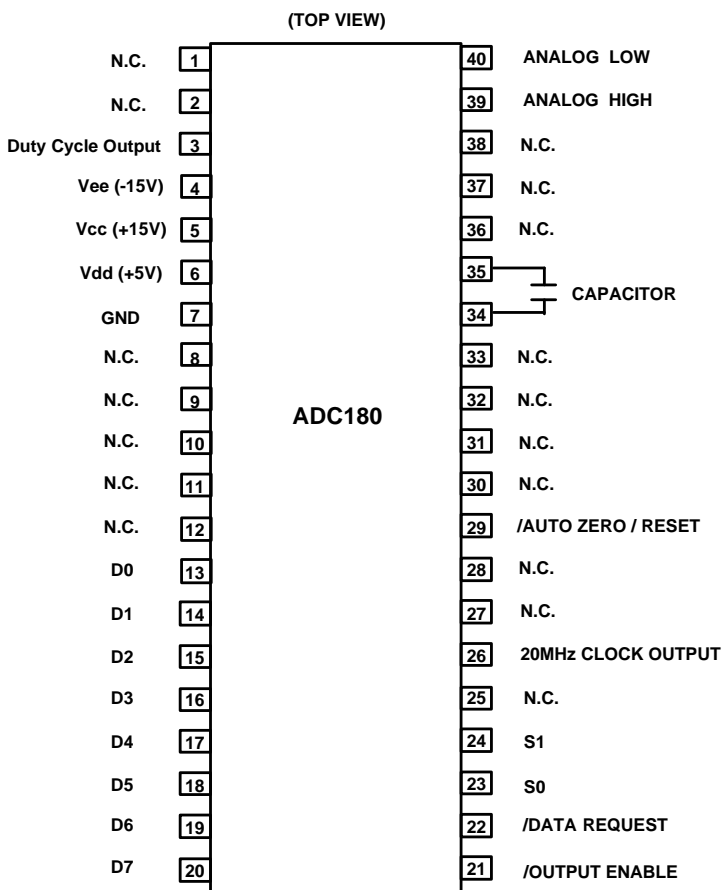 (TOP VIEW)
N.C. 1 40 ANALOG LOW
N.C. 2 39 ANALOG HIGH
Duty Cycle Output 3 38 N.C.
Vee (-15V) 4 37 N.C.
Vcc (+15V) 5 36 N.C.
Vdd (+5V) 6 35
CAPACITOR
GND 7 34
N.C. 8 33 N.C.
N.C. 9 32 N.C.
ADC180
N.C. 10 31 N.C.
N.C. 11 30 N.C.
N.C. 12 29 /AUTO ZERO / RESET
D0 13 28 N.C.
D1 14 27 N.C.
D2 15 26 20MHz CLOCK OUTPUT
D3 16 25 N.C.
D4 17 24 S1
D5 18 23 S0
D6 19 22 /DATA REQUEST
D7 20 21 /OUTPUT ENABLE